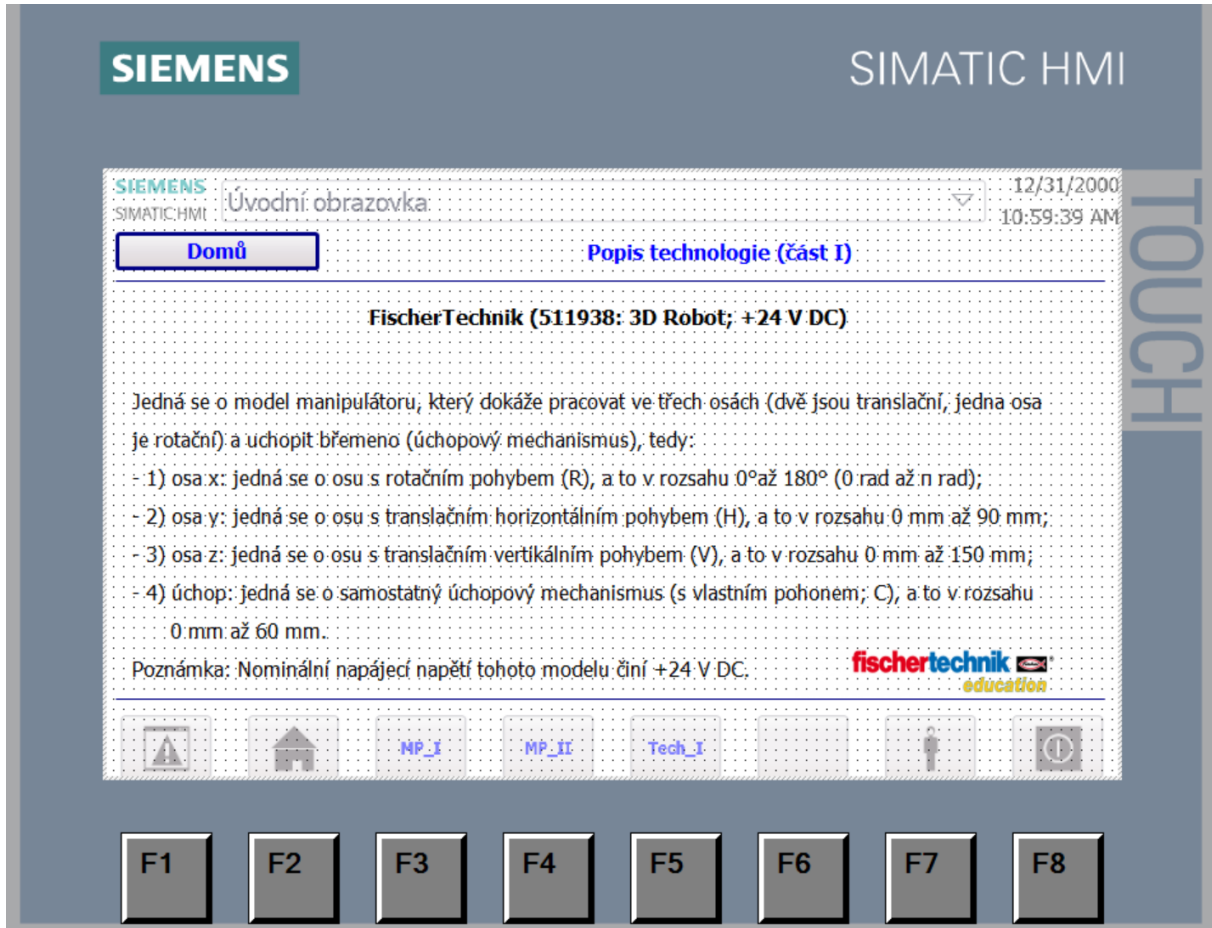 SIEMENS
SIMATIC HMI
TOUCH
SIEMENS
SIMATIC HMI
Úvodní obrazovka
12/31/2000
10:59:39 AM
Domů
Popis technologie (část I)
FischerTechnik (511938: 3D Robot; +24 V DC)
Jedná se o model manipulátoru, který dokáže pracovat ve třech osách (dvě jsou translační, jedna osa
je rotační) a uchopit břemeno (úchopový mechanismus), tedy:
- 1) osa x: jedná se o osu s rotačním pohybem (R), a to v rozsahu 0°až 180° (0 rad až π rad);
- 2) osa y: jedná se o osu s translačním horizontálním pohybem (H), a to v rozsahu 0 mm až 90 mm;
- 3) osa z: jedná se o osu s translačním vertikálním pohybem (V), a to v rozsahu 0 mm až 150 mm;
- 4) úchop: jedná se o samostatný úchopový mechanismus (s vlastním pohonem; C), a to v rozsahu
0 mm až 60 mm.
Poznámka: Nominální napájecí napětí tohoto modelu činí +24 V DC.
fischertechnik
education
MP_I
MP_II
Tech_I
F1
F2
F3
F4
F5
F6
F7
F8